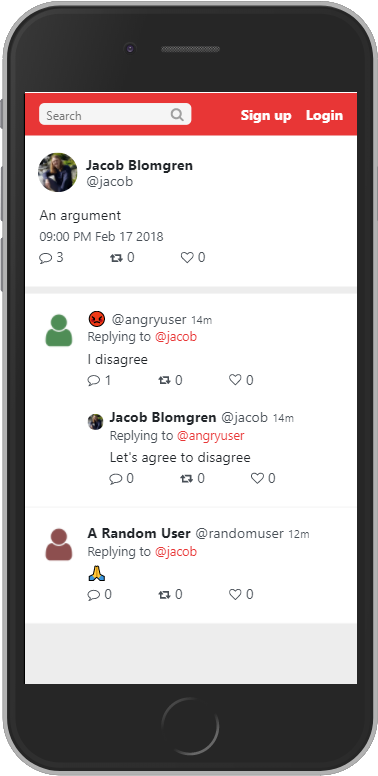 Search Sign up Login
Jacob Blomgren
@jacob
An argument
09:00 PM Feb 17 2018
3 0 0
😡 @angryuser 14m
Replying to @jacob
I disagree
1 0 0
Jacob Blomgren @jacob 14m
Replying to @angryuser
Let's agree to disagree
0 0 0
A Random User @randomuser 12m
Replying to @jacob
🙏
0 0 0